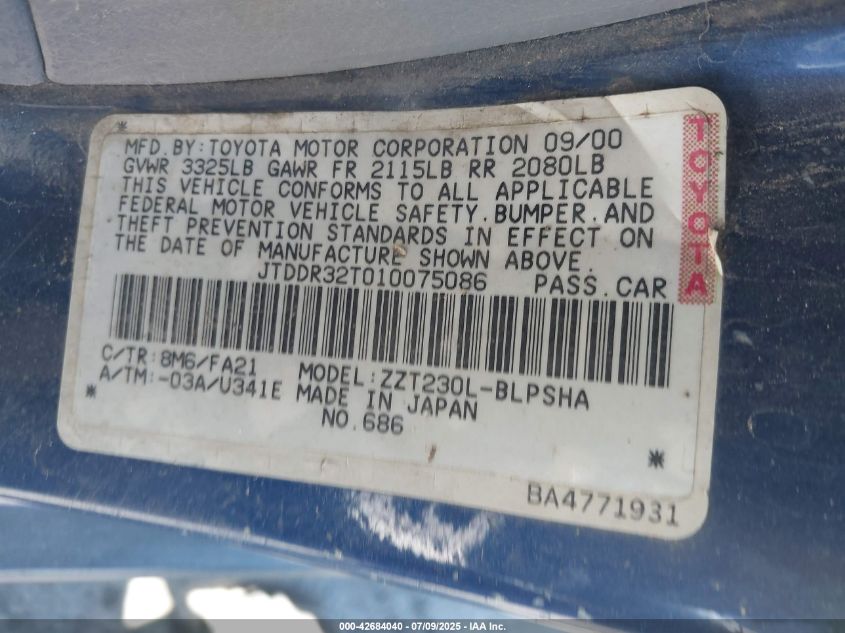 MFD. BY: TOYOTA MOTOR CORPORATION 09/00
GVWR 3325LB GAWR FR 2115LB RR 2080LB
THIS VEHICLE CONFORMS TO ALL APPLICABLE
FEDERAL MOTOR VEHICLE SAFETY, BUMPER, AND
THEFT PREVENTION STANDARDS IN EFFECT ON
THE DATE OF MANUFACTURE SHOWN ABOVE.
JTDDR32T010075086 PASS. CAR
C/TR: 8M6/FA21 MODEL: ZZT230L-BLPSHA
A/TM: -03A/U341E MADE IN JAPAN
NO. 686
BA4771931
TOYOTA
000-42684040 - 07/09/2025 - IAA Inc.